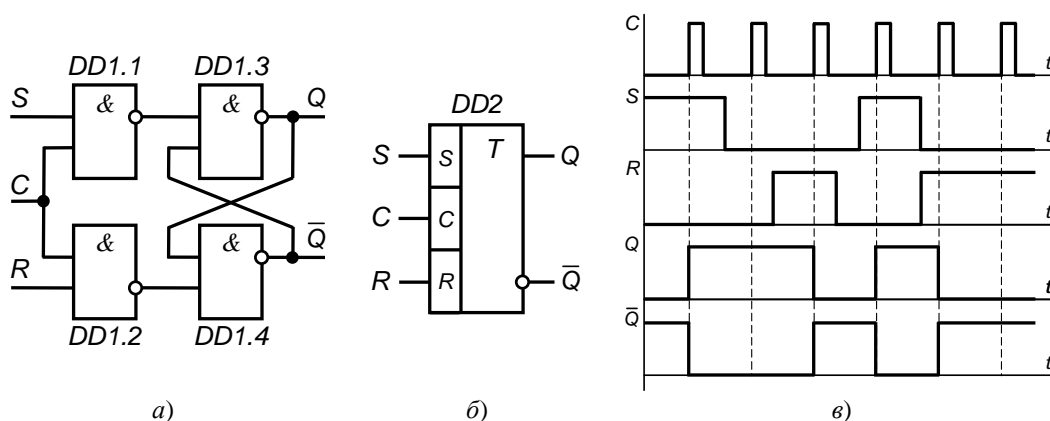 DD1.1
DD1.3
S
&
&
Q
C
&
&
Q̅
R
DD1.2
DD1.4
а)
DD2
S
S
T
Q
C
C
R
R
Q̅
б)
C
t
S
t
R
t
Q
t
Q̅
t
в)